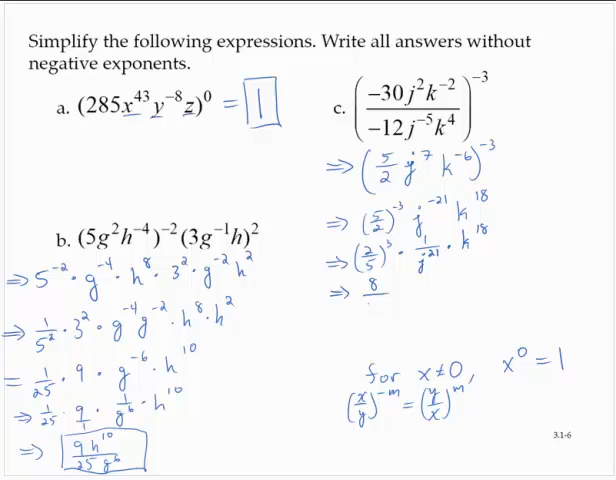 Simplify the following expressions. Write all answers without
negative exponents.
a. (285x^43 y^−8 z)^0 = 1
b. (5g^2h^−4)^−2(3g^−1h)^2
⇒ 5^−2 · g^−4 · h^8 · 3^2 · g^−2 h^2
⇒ 1/5^2 · 3^2 · g^−4 g^−2 · h^8 · h^2
= 1/25 · 9 · g^−6 · h^10
⇒ 1/25 · 9/1 · 1/g^6 · h^10
⇒ 9h^10/25g^6
c. (−30j^2k^−2/−12j^−5k^4)^−3
⇒ (5/2 j^7 k^−6)^−3
⇒ (5/2)^−3 j^−21 k^18
⇒ (2/5)^3 · 1/j^21 · k^18
⇒ 8/
for x≠0, x^0 = 1
(x/y)^−m = (y/x)^m
3.1-6